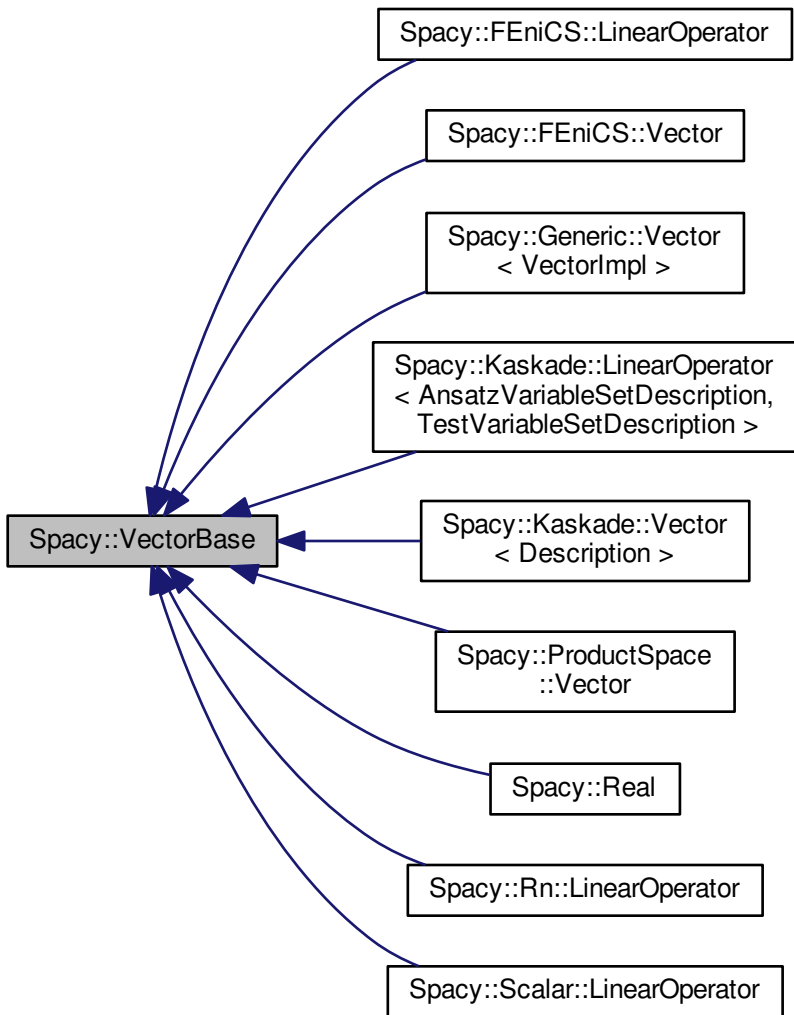 Spacy::FEniCS::LinearOperator
Spacy::FEniCS::Vector
Spacy::Generic::Vector
< VectorImpl >
Spacy::Kaskade::LinearOperator
< AnsatzVariableSetDescription,
TestVariableSetDescription >
Spacy::VectorBase
Spacy::Kaskade::Vector
< Description >
Spacy::ProductSpace
::Vector
Spacy::Real
Spacy::Rn::LinearOperator
Spacy::Scalar::LinearOperator